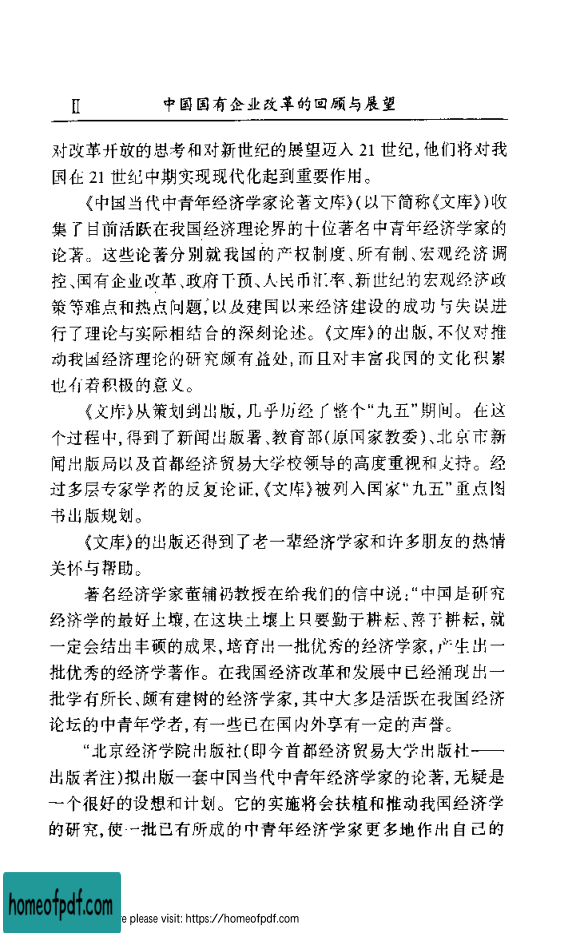 II 中国国有企业改革的回顾与展望
对改革开放的思考和对新世纪的展望迈入 21 世纪,他们将对我
国在 21 世纪中期实现现代化起到重要作用。
《中国当代中青年经济学家论著文库》(以下简称《文库》)收
集了目前活跃在我国经济理论界的十位著名中青年经济学家的
论著。这些论著分别就我国的产权制度、所有制、宏观经济调
控、国有企业改革、政府干预、人民币汇率、新世纪的宏观经济政
策等难点和热点问题,以及建国以来经济建设的成功与失误进
行了理论与实际相结合的深刻论述。《文库》的出版,不仅对推
动我国经济理论的研究颇有益处,而且对丰富我国的文化积累
也有着积极的意义。
《文库》从策划到出版,几乎历经了整个“九五”期间。在这
个过程中,得到了新闻出版署、教育部(原国家教委)、北京市新
闻出版局以及首都经济贸易大学校领导的高度重视和支持。经
过多层专家学者的反复论证,《文库》被列入国家“九五”重点图
书出版规划。
《文库》的出版还得到了老一辈经济学家和许多朋友的热情
关怀与帮助。
著名经济学家董辅礽教授在给我们的信中说:“中国是研究
经济学的最好土壤,在这块土壤上只要勤于耕耘、善于耕耘,就
一定会结出丰硕的成果,培育出一批优秀的经济学家,产生出一
批优秀的经济学著作。在我国经济改革和发展中已经涌现出一
批学有所长、颇有建树的经济学家,其中大多是活跃在我国经济
论坛的中青年学者,有一些已在国内外享有一定的声誉。
“北京经济学院出版社(即今首都经济贸易大学出版社——
出版者注)拟出版一套中国当代中青年经济学家的论著,无疑是
一个很好的设想和计划。它的实施将会扶植和推动我国经济学
的研究,使一批已有所成的中青年经济学家更多地作出自己的
homeofpdf.com
re please visit: https://homeofpdf.com